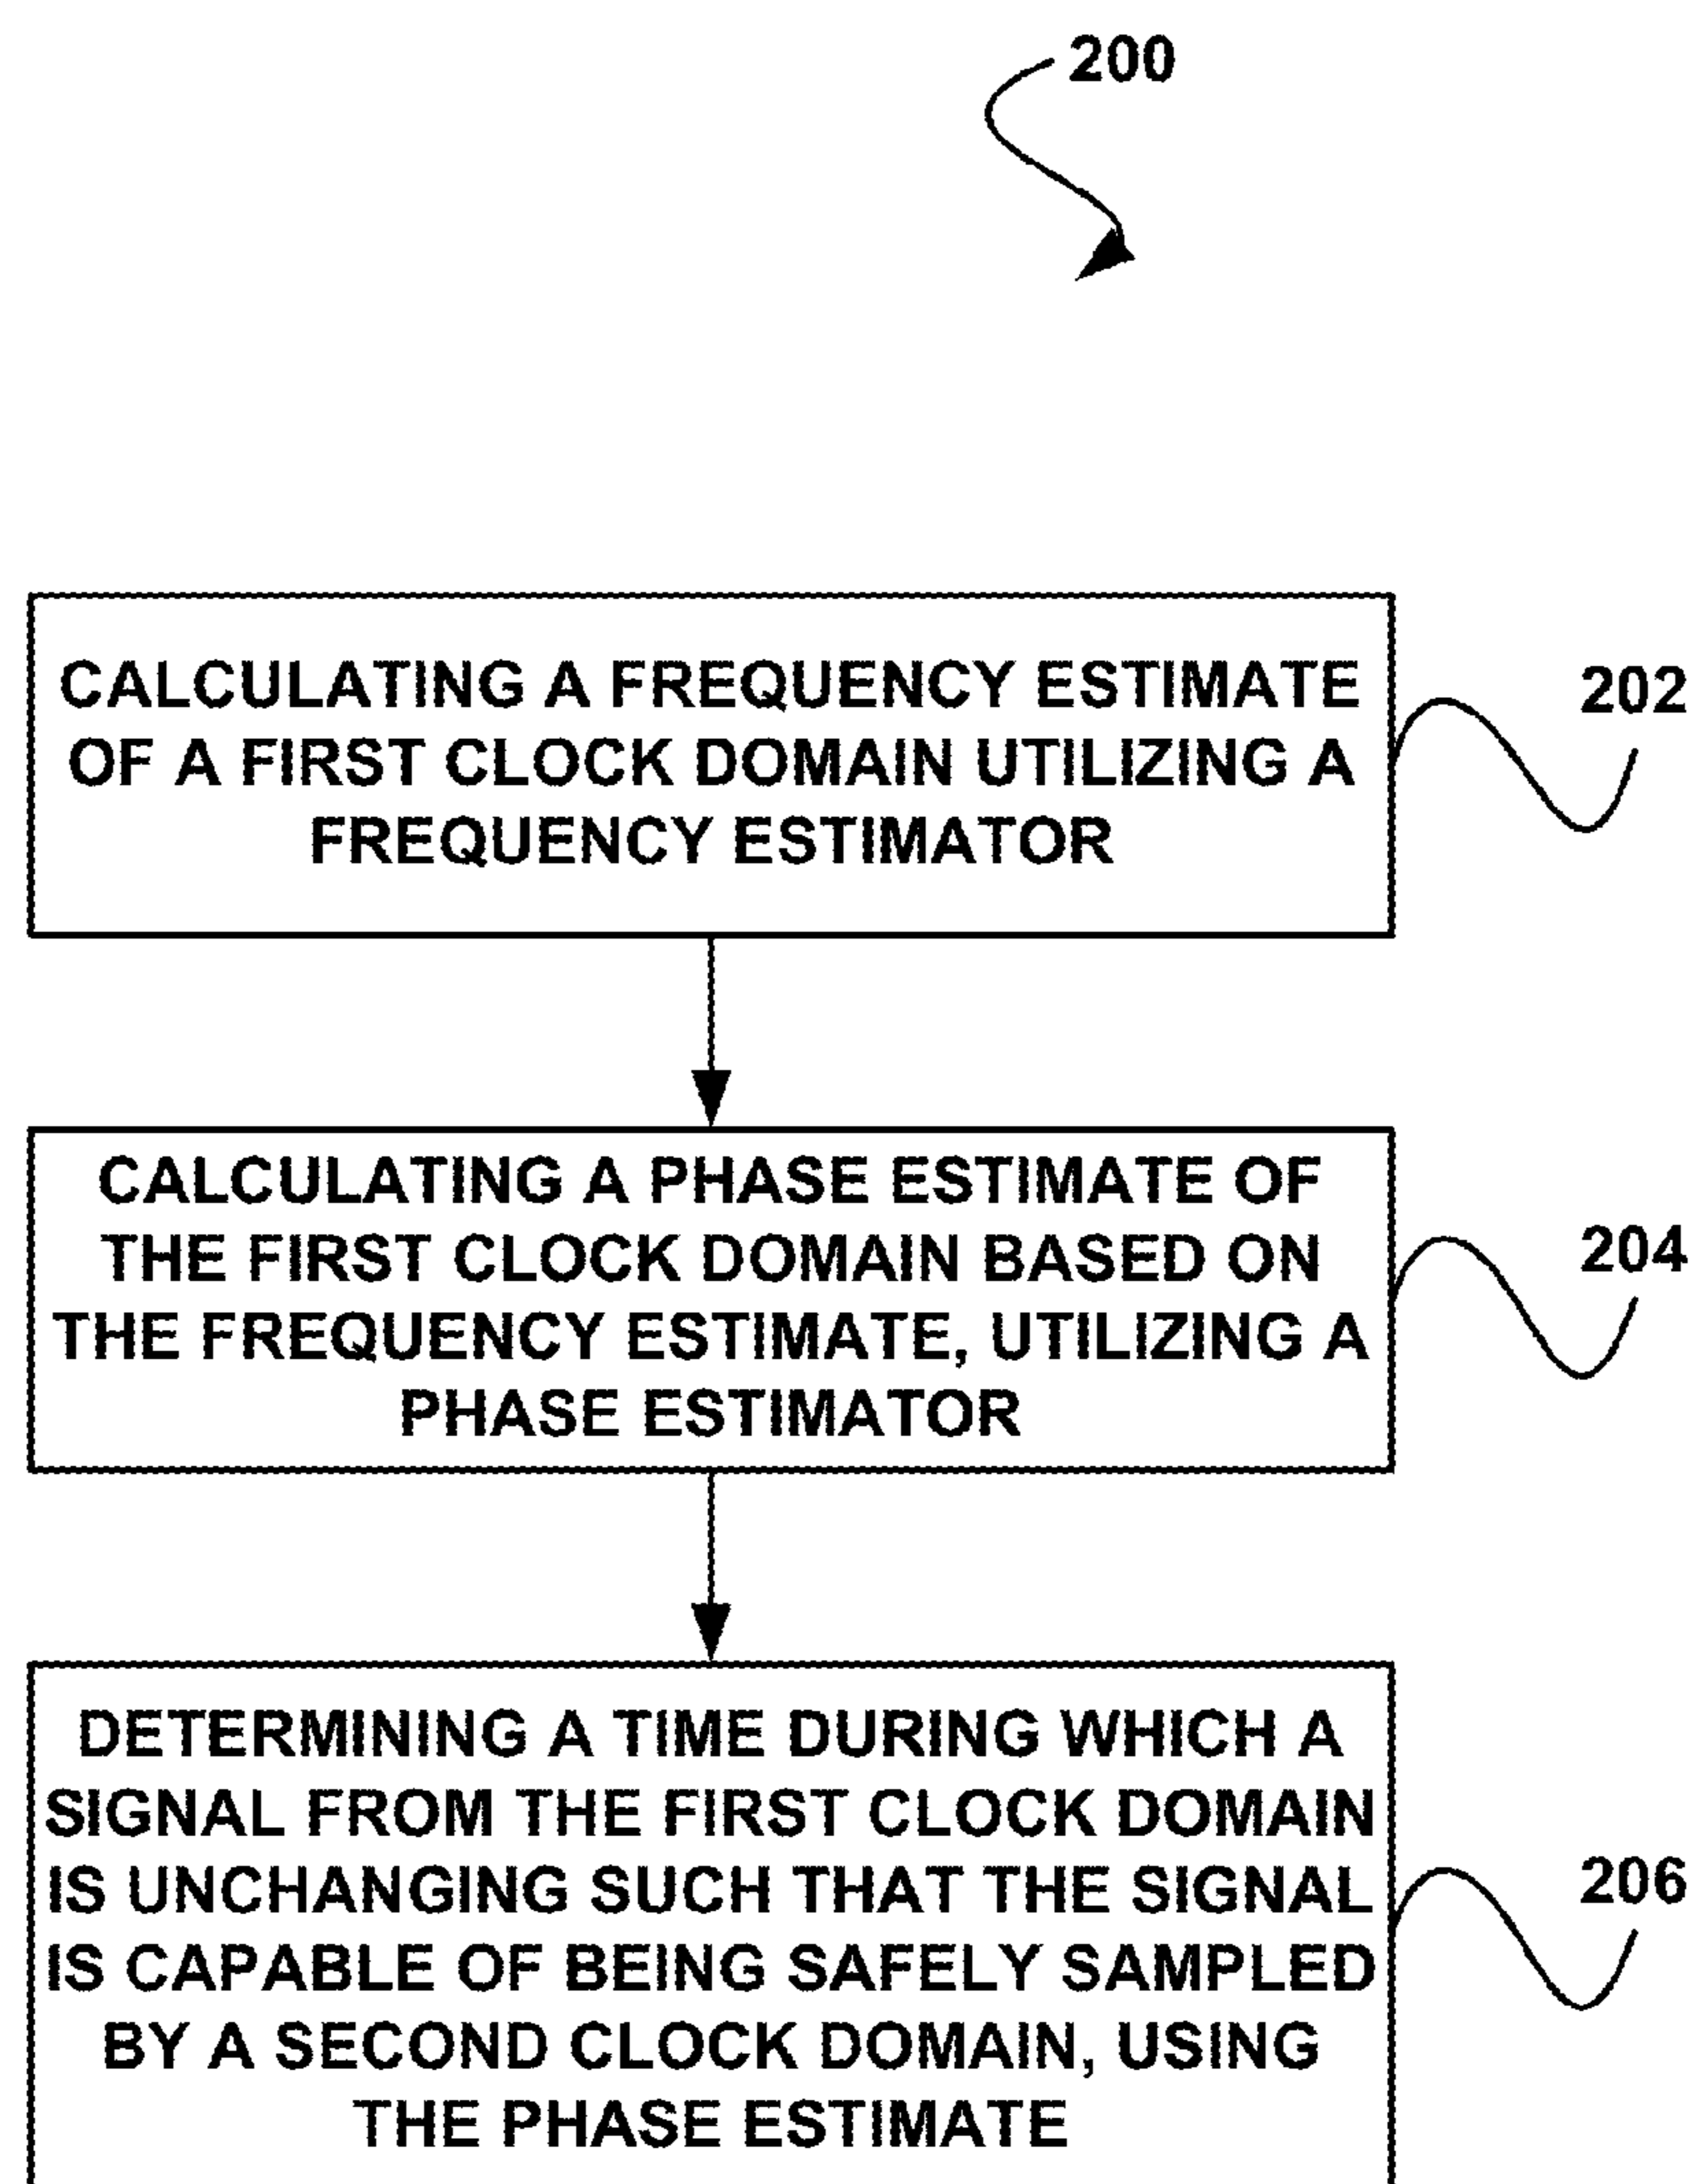 200
CALCULATING A FREQUENCY ESTIMATE
OF A FIRST CLOCK DOMAIN UTILIZING A
FREQUENCY ESTIMATOR
202
CALCULATING A PHASE ESTIMATE OF
THE FIRST CLOCK DOMAIN BASED ON
THE FREQUENCY ESTIMATE, UTILIZING A
PHASE ESTIMATOR
204
DETERMINING A TIME DURING WHICH A
SIGNAL FROM THE FIRST CLOCK DOMAIN
IS UNCHANGING SUCH THAT THE SIGNAL
IS CAPABLE OF BEING SAFELY SAMPLED
BY A SECOND CLOCK DOMAIN, USING
THE PHASE ESTIMATE
206